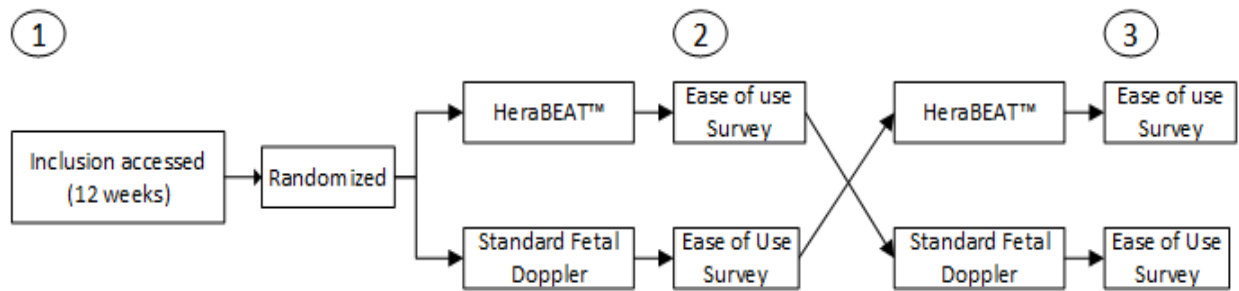 1
2
3
Inclusion accessed
(12 weeks)
Randomized
HeraBEAT™
Ease of use
Survey
HeraBEAT™
Ease of use
Survey
Standard Fetal
Doppler
Ease of Use
Survey
Standard Fetal
Doppler
Ease of Use
Survey